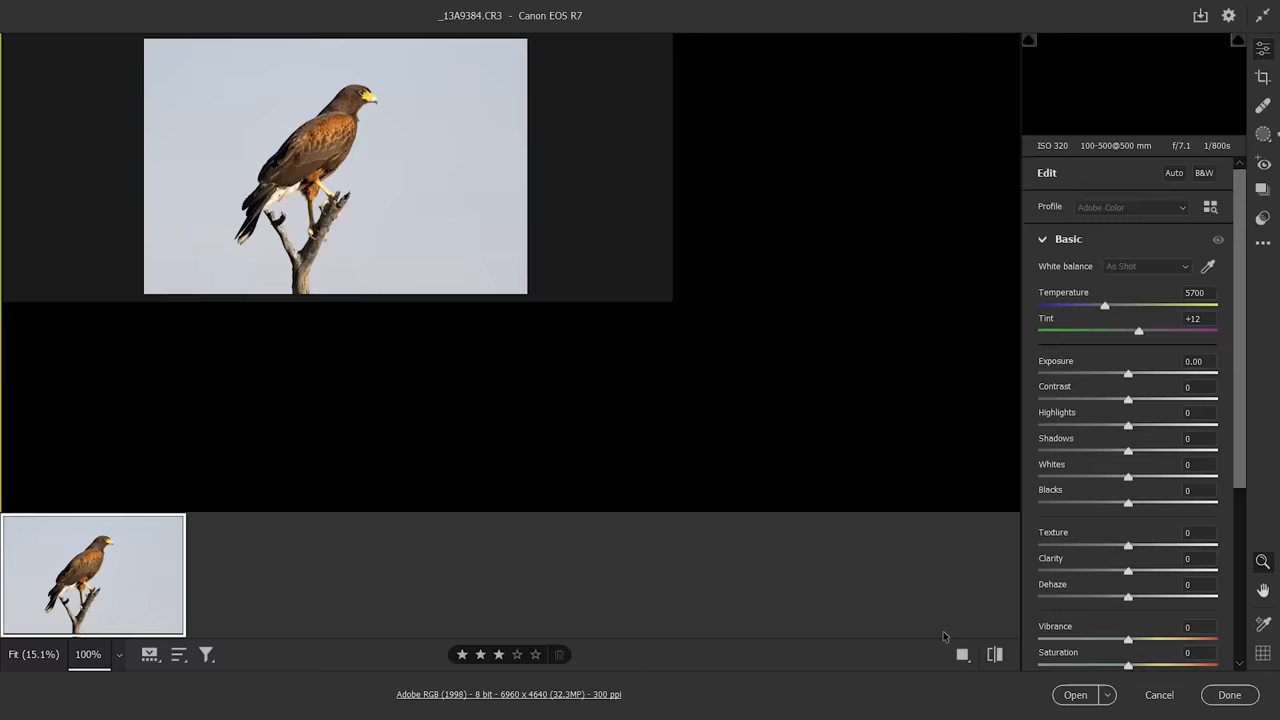 _13A9384.CR3 - Canon EOS R7
ISO 320 100-500@500 mm f/7.1 1/800s
Edit Auto B&W
Profile Adobe Color
Basic
White balance As Shot
Temperature 5700
Tint +12
Exposure 0.00
Contrast 0
Highlights 0
Shadows 0
Whites 0
Blacks 0
Texture 0
Clarity 0
Dehaze 0
Vibrance 0
Saturation 0
Fit (15.1%) 100%
Adobe RGB (1998) - 8 bit - 6960 x 4640 (32.3MP) - 300 ppi
Open Cancel Done